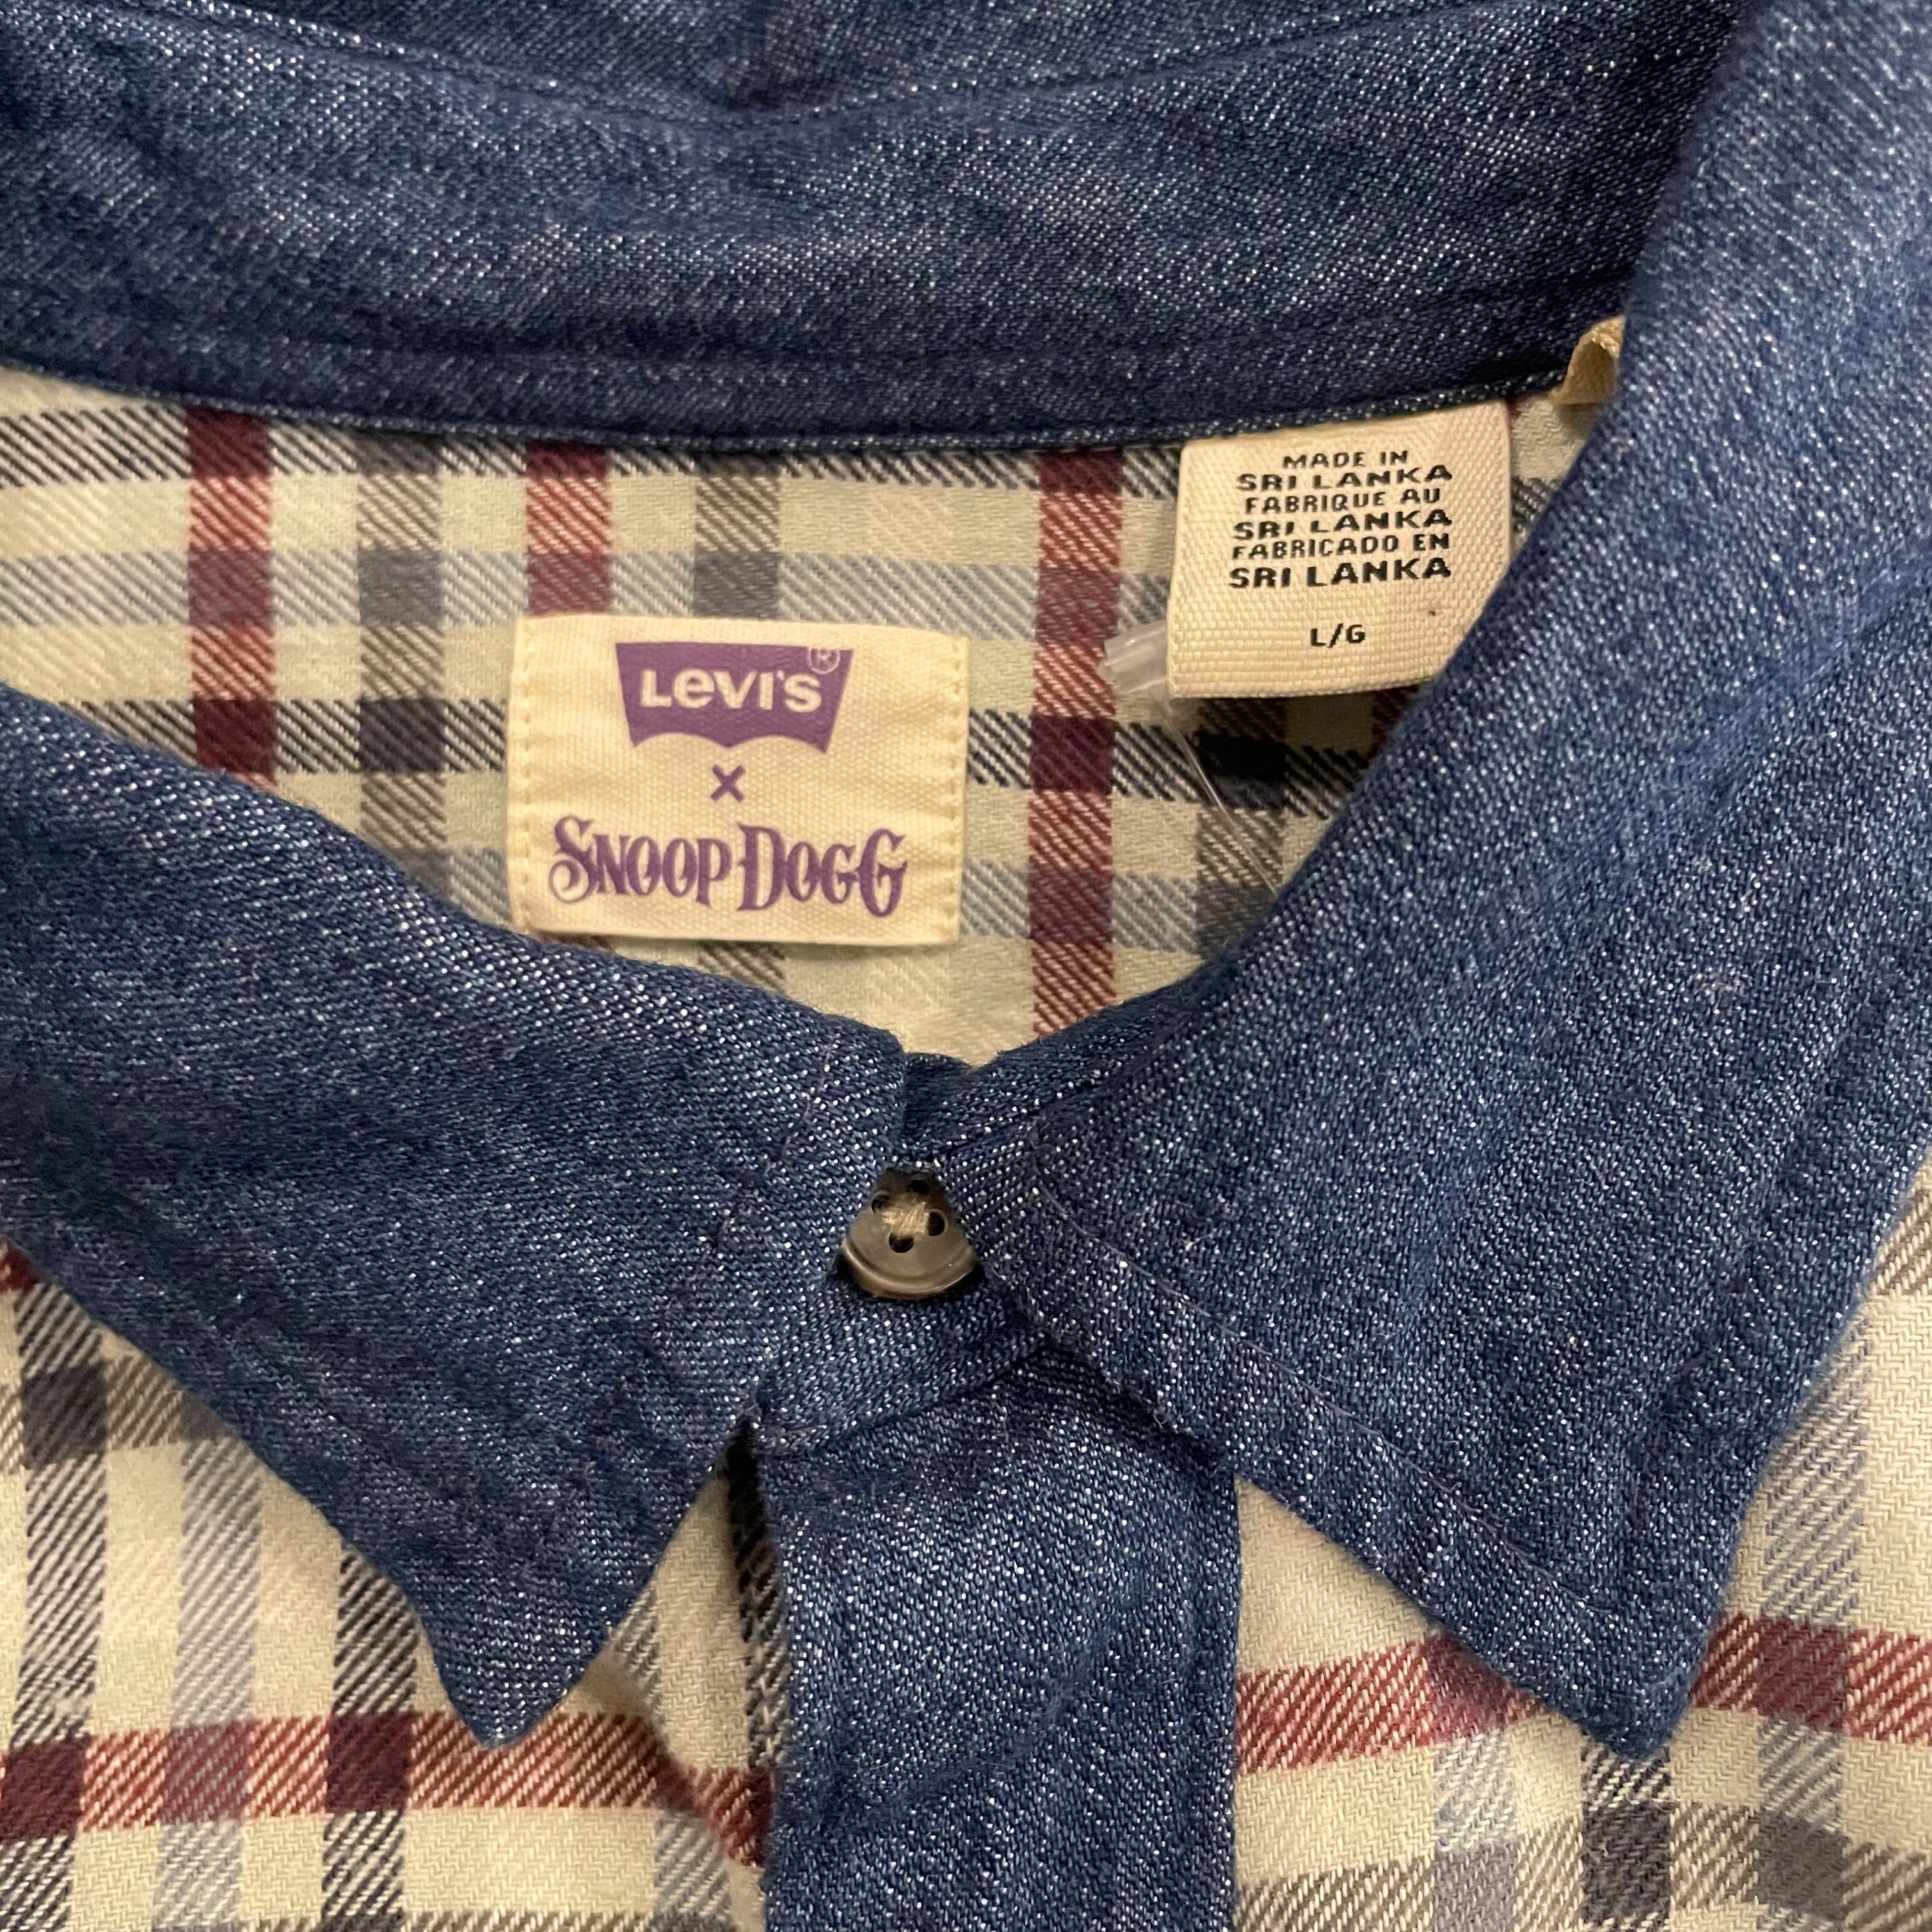 MADE IN
SRI LANKA
FABRIQUE AU
SRI LANKA
FABRICADO EN
SRI LANKA
L/G
LEVI'S®
×
SNOOP DOGG